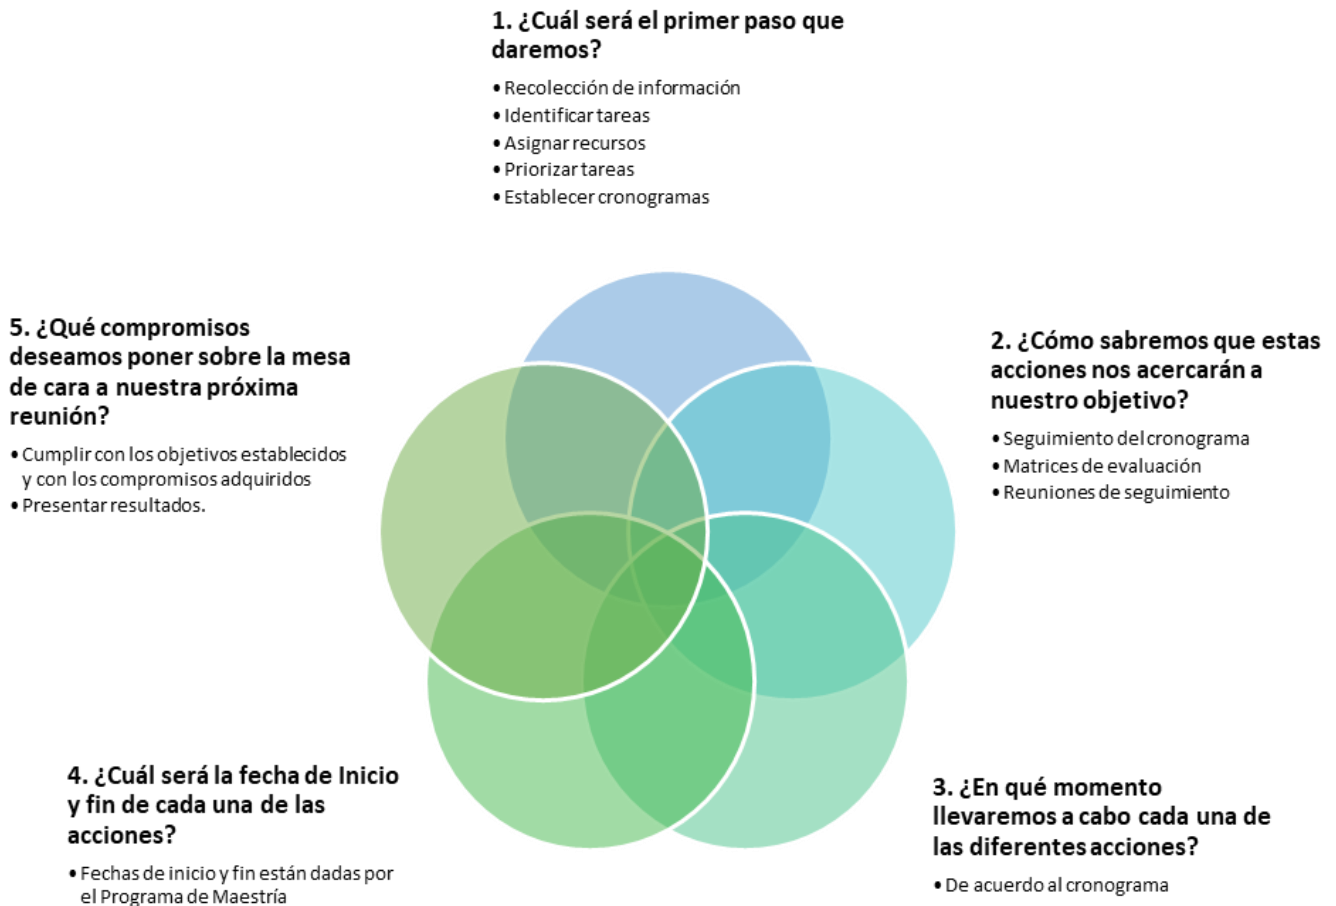 1. ¿Cuál será el primer paso que
daremos?
• Recolección de información
• Identificar tareas
• Asignar recursos
• Priorizar tareas
• Establecer cronogramas
2. ¿Cómo sabremos que estas
acciones nos acercarán a
nuestro objetivo?
• Seguimiento del cronograma
• Matrices de evaluación
• Reuniones de seguimiento
3. ¿En qué momento
llevaremos a cabo cada una de
las diferentes acciones?
• De acuerdo al cronograma
4. ¿Cuál será la fecha de Inicio
y fin de cada una de las
acciones?
• Fechas de inicio y fin están dadas por
el Programa de Maestría
5. ¿Qué compromisos
deseamos poner sobre la mesa
de cara a nuestra próxima
reunión?
• Cumplir con los objetivos establecidos
y con los compromisos adquiridos
• Presentar resultados.